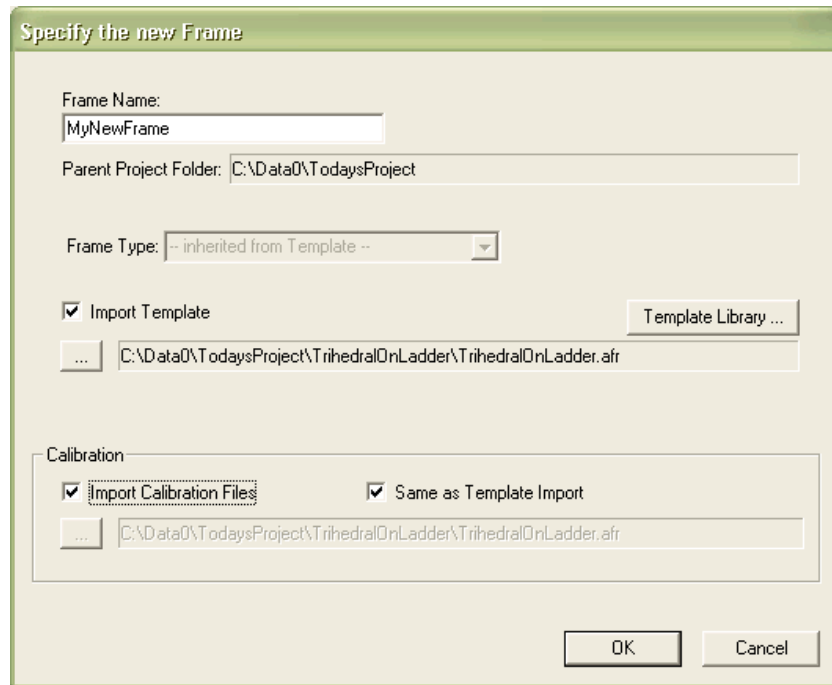 Specify the new Frame
Frame Name:
MyNewFrame
Parent Project Folder: C:\Data0\TodaysProject
Frame Type: -- inherited from Template --
Import Template
Template Library ...
... C:\Data0\TodaysProject\TrihedralOnLadder\TrihedralOnLadder.afr
Calibration
Import Calibration Files Same as Template Import
... C:\Data0\TodaysProject\TrihedralOnLadder\TrihedralOnLadder.afr
OK Cancel